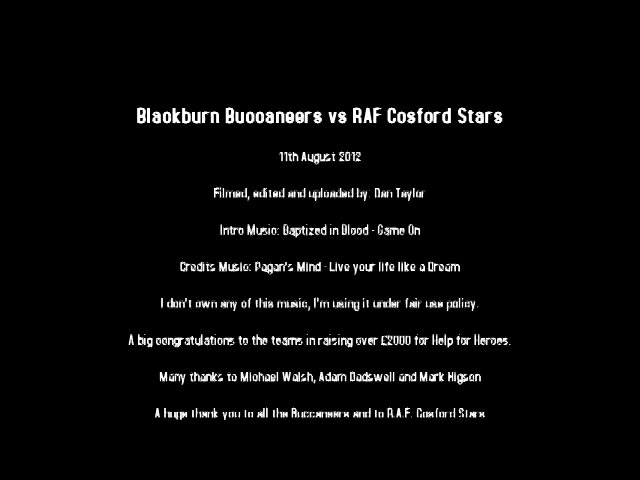 Blackburn Buccaneers vs RAF Cosford Stars
11th August 2012
Filmed, edited and uploaded by: Dan Taylor
Intro Music: Baptized in Blood - Game On
Credits Music: Pagan's Mind - Live your life like a Dream
I don't own any of this music, I'm using it under fair use policy.
A big congratulations to the teams in raising over £2000 for Help for Heroes.
Many thanks to Michael Walsh, Adam Dadswell and Mark Higson
A huge thank you to all the Buccaneers and to R.A.F. Cosford Stars